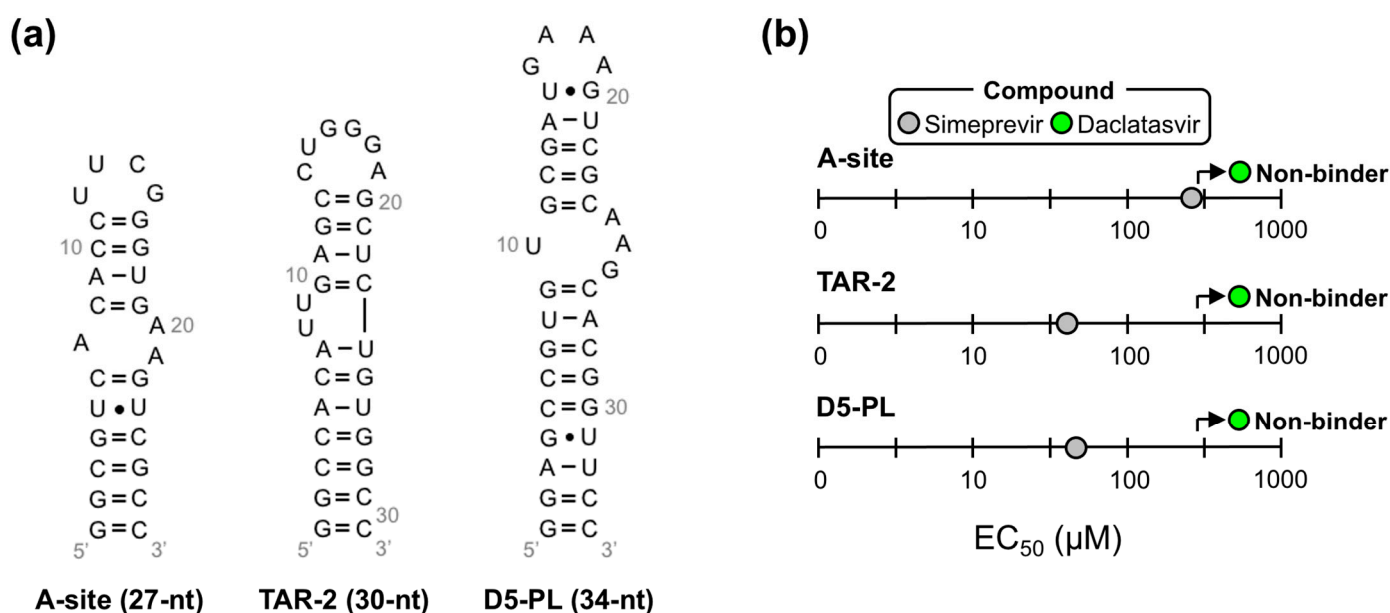 (a)
U C
U G
C=G
10 C=G
A–U
C=G
A 20
A A
C=G
U•U
G=C
C=G
G=C
G=C
5' 3'
A-site (27-nt)
G G
U G
C A
C=G 20
G=C
A–U
10 G=C
U
U
A–U
C=G
A–U
C=G
C=G
G=C 30
G=C
5' 3'
TAR-2 (30-nt)
A A
G A
U•G 20
A–U
G=C
C=G
G=C
A
10 U A
G
G=C
U–A
G=C
C=G
C=G 30
G•U
A–U
G=C
G=C
5' 3'
D5-PL (34-nt)
(b)
Compound
Simeprevir Daclatasvir
A-site
Non-binder
0 10 100 1000
TAR-2
Non-binder
0 10 100 1000
D5-PL
Non-binder
0 10 100 1000
EC50 (µM)